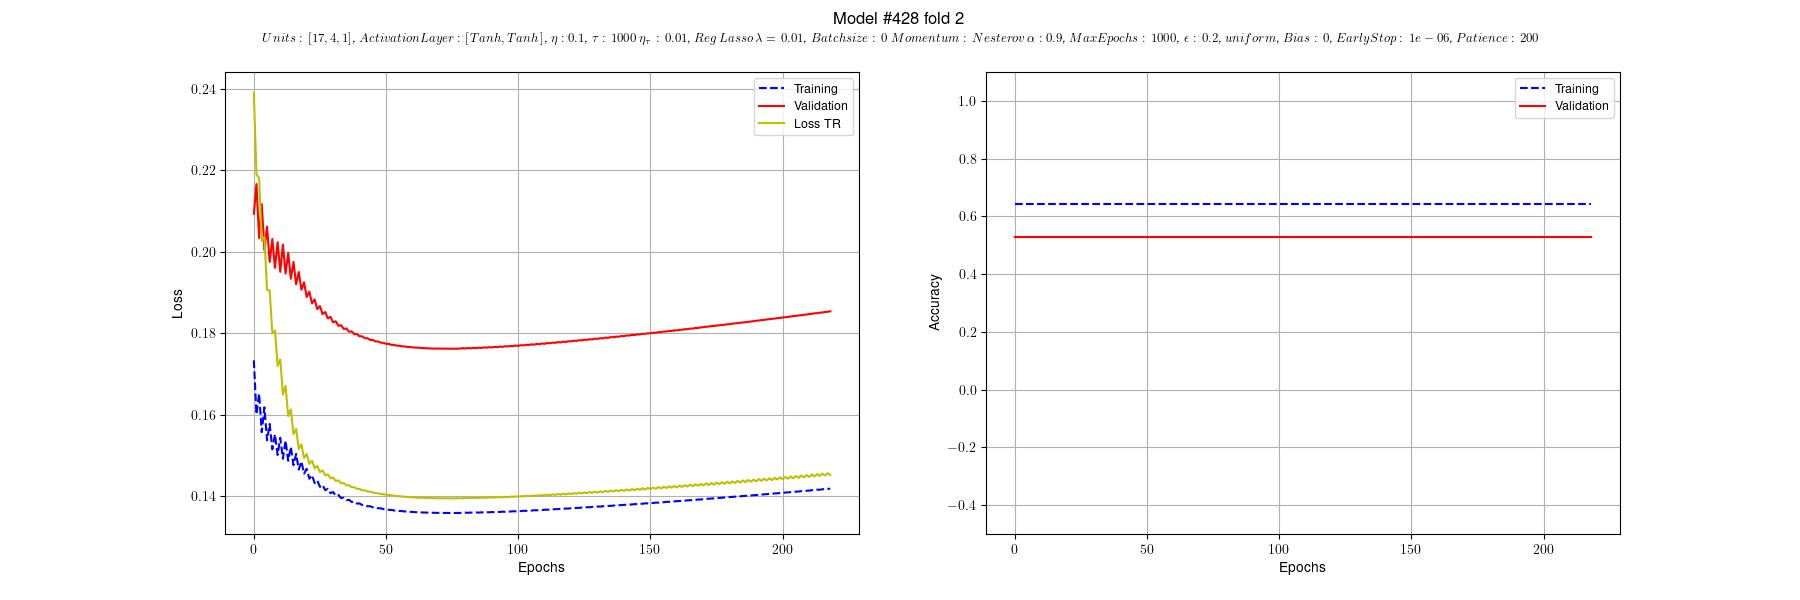 Model #428 fold 2
Units : [17, 4, 1], ActivationLayer : [Tanh, Tanh], η : 0.1, τ : 1000 η_τ : 0.01, Reg Lasso λ = 0.01, Batchsize : 0 Momentum : Nesterov α : 0.9, MaxEpochs : 1000, ϵ : 0.2, uniform, Bias : 0, EarlyStop : 1e − 06, Patience : 200
0.24
0.22
0.20
0.18
0.16
0.14
Loss
0
50
100
150
200
Epochs
Training
Validation
Loss TR
1.0
0.8
0.6
0.4
0.2
0.0
−0.2
−0.4
Accuracy
0
50
100
150
200
Epochs
Training
Validation